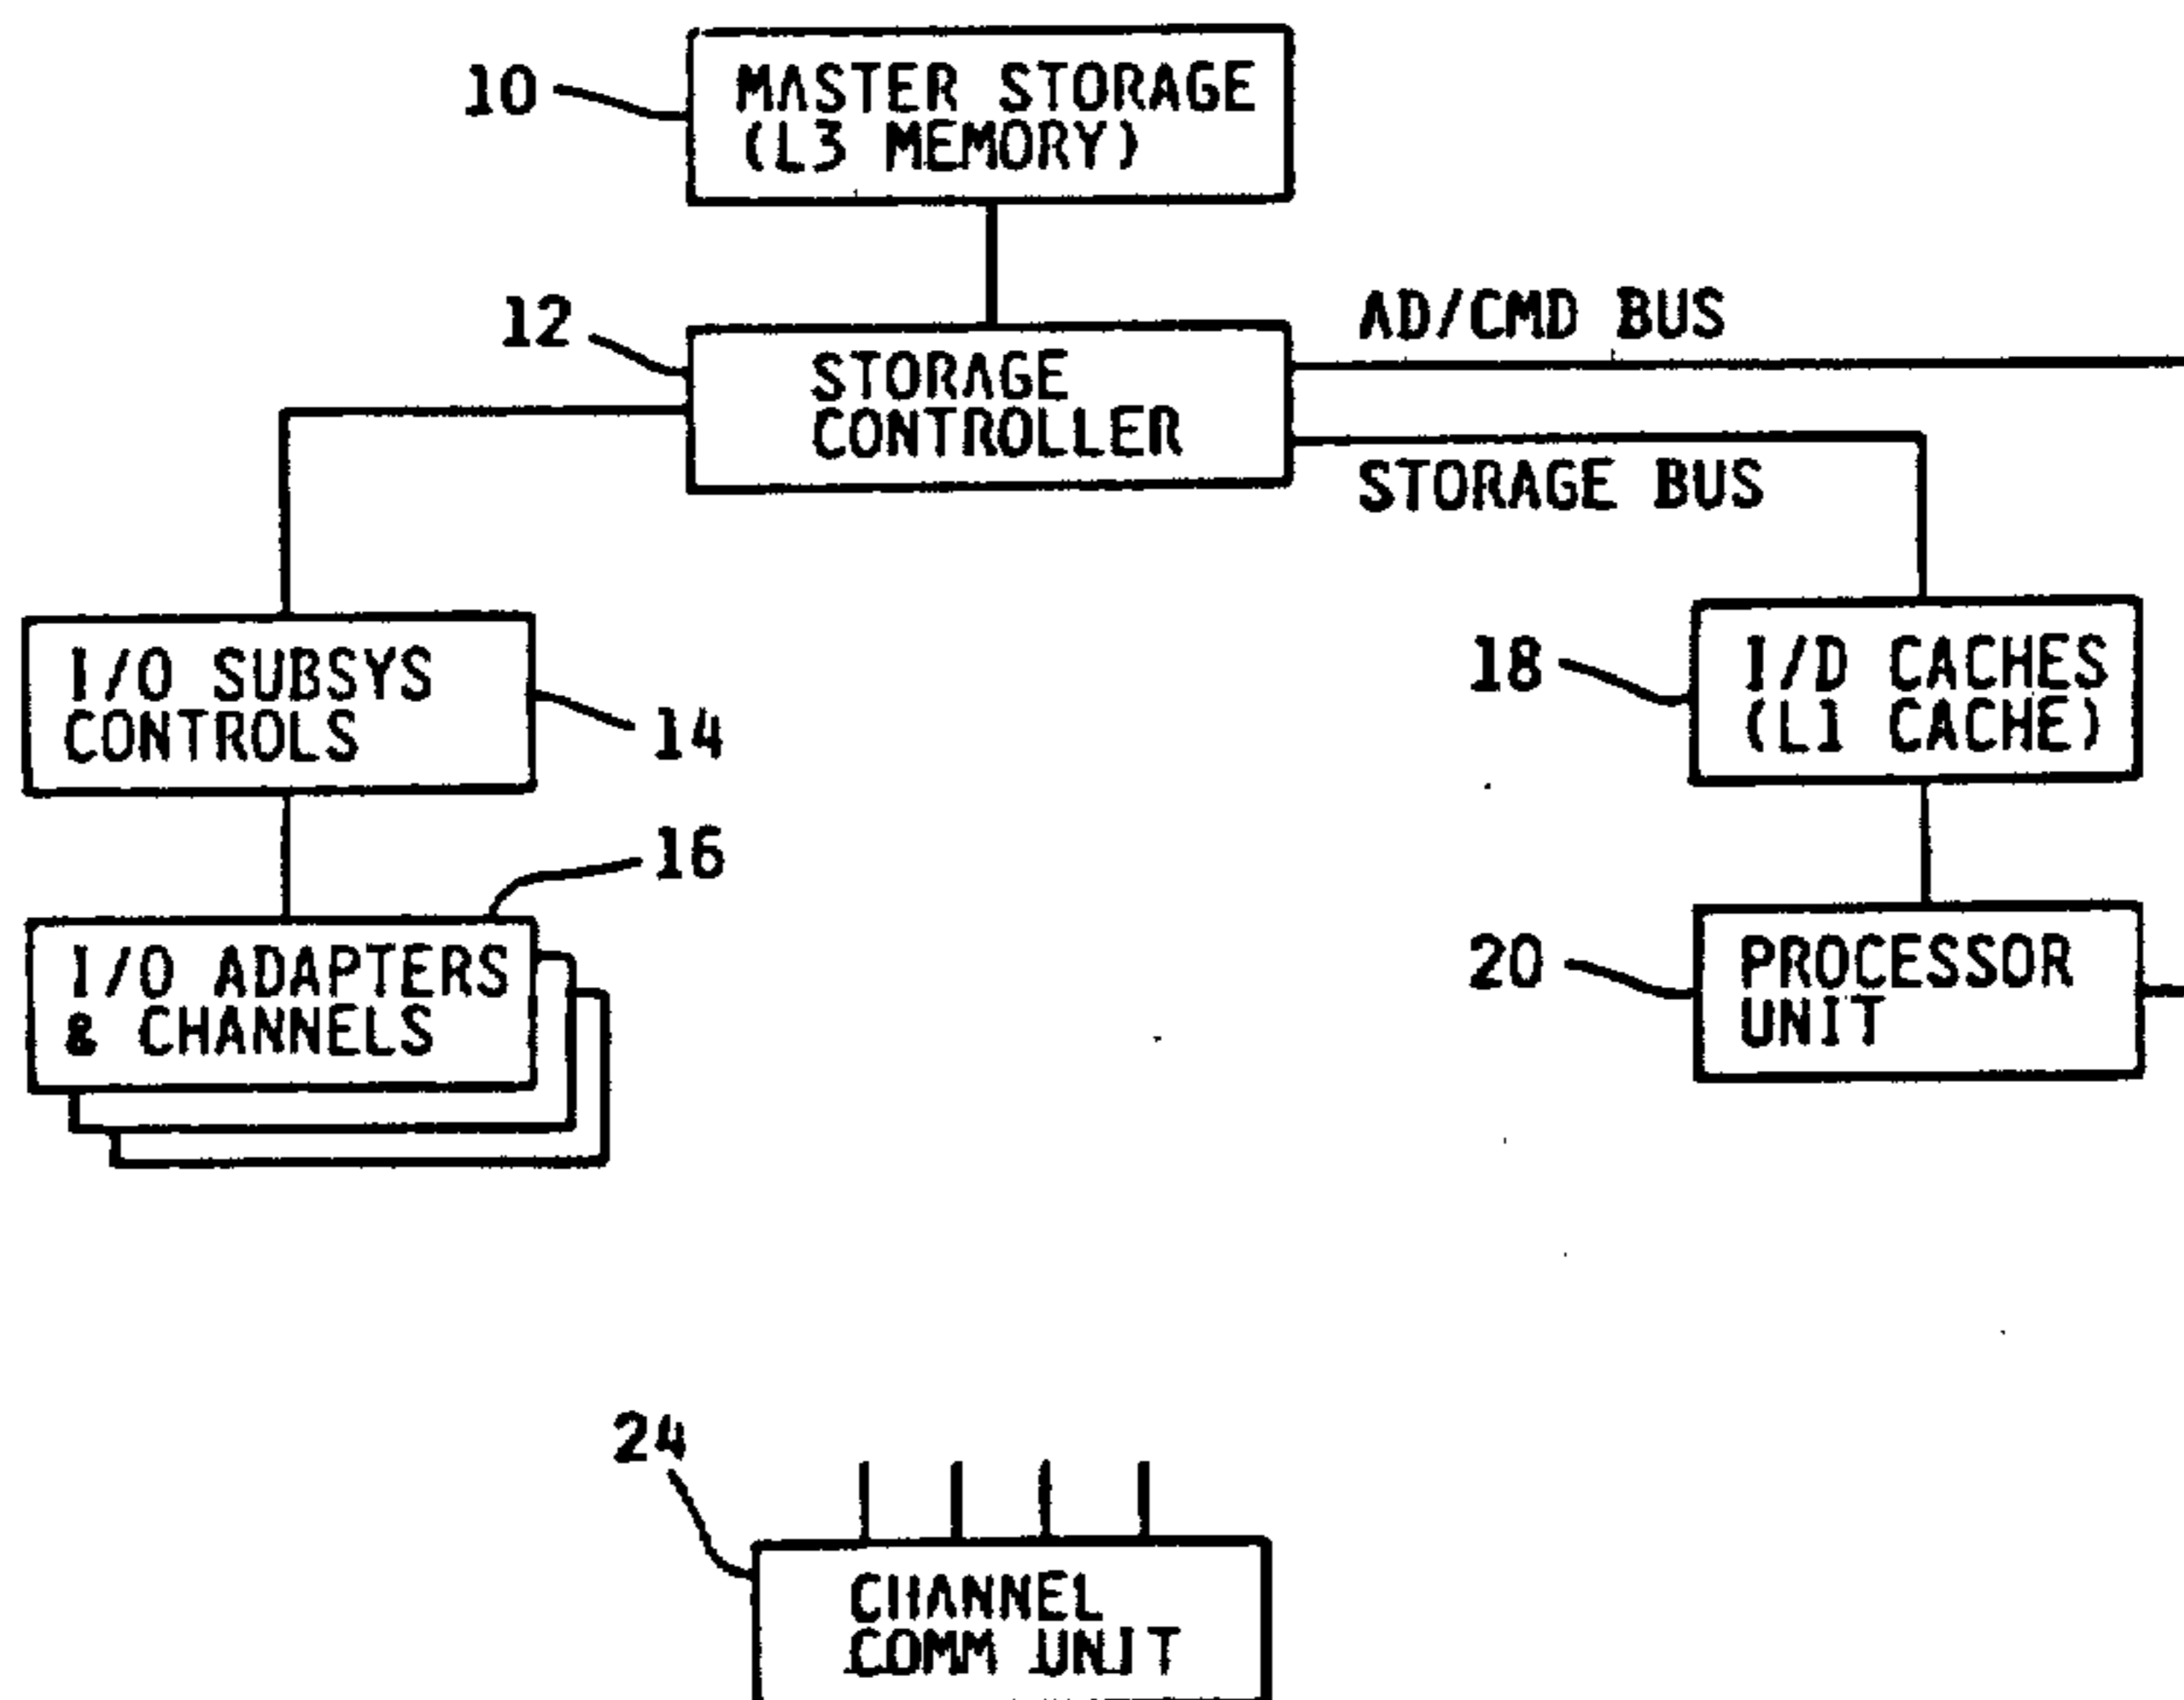 10
MASTER STORAGE
(L3 MEMORY)
12
STORAGE
CONTROLLER
AD/CMD BUS
STORAGE BUS
I/O SUBSYS
CONTROLS
14
18
I/D CACHES
(L1 CACHE)
16
I/O ADAPTERS
& CHANNELS
20
PROCESSOR
UNIT
24
CHANNEL
COMM UNIT